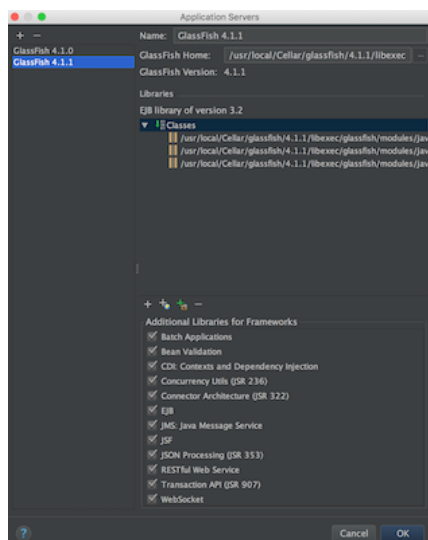 Application Servers
Name: GlassFish 4.1.1
GlassFish 4.1.0
GlassFish 4.1.1
GlassFish Home: /usr/local/Cellar/glassfish/4.1.1/libexec
GlassFish Version: 4.1.1
Libraries
EJB library of version 3.2
Classes
/usr/local/Cellar/glassfish/4.1.1/libexec/glassfish/modules/jav
/usr/local/Cellar/glassfish/4.1.1/libexec/glassfish/modules/jav
/usr/local/Cellar/glassfish/4.1.1/libexec/glassfish/modules/jav
Additional Libraries for Frameworks
Batch Applications
Bean Validation
CDI: Contexts and Dependency Injection
Concurrency Utils (JSR 236)
Connector Architecture (JSR 322)
EJB
JMS: Java Message Service
JSF
JSON Processing (JSR 353)
RESTful Web Service
Transaction API (JSR 907)
WebSocket
?
Cancel OK